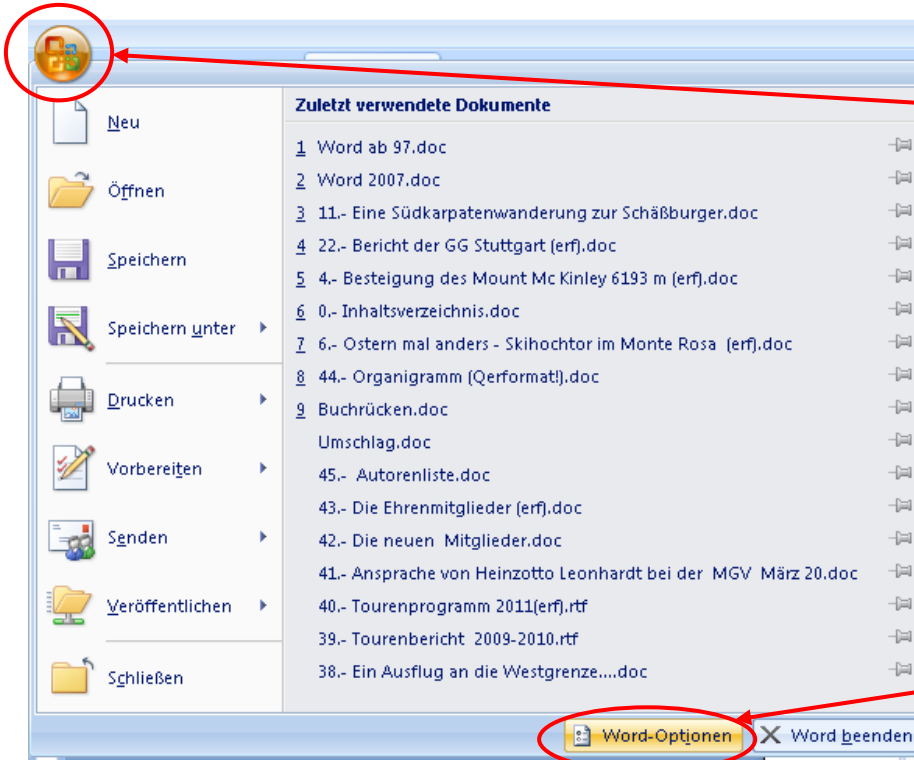 Neu
Öffnen
Speichern
Speichern unter
Drucken
Vorbereiten
Senden
Veröffentlichen
Schließen
Zuletzt verwendete Dokumente
1 Word ab 97.doc
2 Word 2007.doc
3 11.- Eine Südkarpatenwanderung zur Schäßburger.doc
4 22.- Bericht der GG Stuttgart (erf).doc
5 4.- Besteigung des Mount Mc Kinley 6193 m (erf).doc
6 0.- Inhaltsverzeichnis.doc
7 6.- Ostern mal anders - Skihochtor im Monte Rosa (erf).doc
8 44.- Organigramm (Qerformat!).doc
9 Buchrücken.doc
Umschlag.doc
45.- Autorenliste.doc
43.- Die Ehrenmitglieder (erf).doc
42.- Die neuen Mitglieder.doc
41.- Ansprache von Heinzotto Leonhardt bei der MGV März 20.doc
40.- Tourenprogramm 2011(erf).rtf
39.- Tourenbericht 2009-2010.rtf
38.- Ein Ausflug an die Westgrenze....doc
Word-Optionen
Word beenden